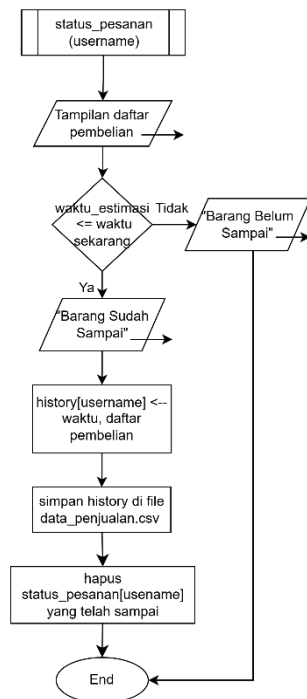 status_pesanan
(username)
Tampilan daftar
pembelian
waktu_estimasi
<= waktu
sekarang
Tidak
"Barang Belum
Sampai"
Ya
"Barang Sudah
Sampai"
history[username] <--
waktu, daftar
pembelian
simpan history di file
data_penjualan.csv
hapus
status_pesanan[usename]
yang telah sampai
End